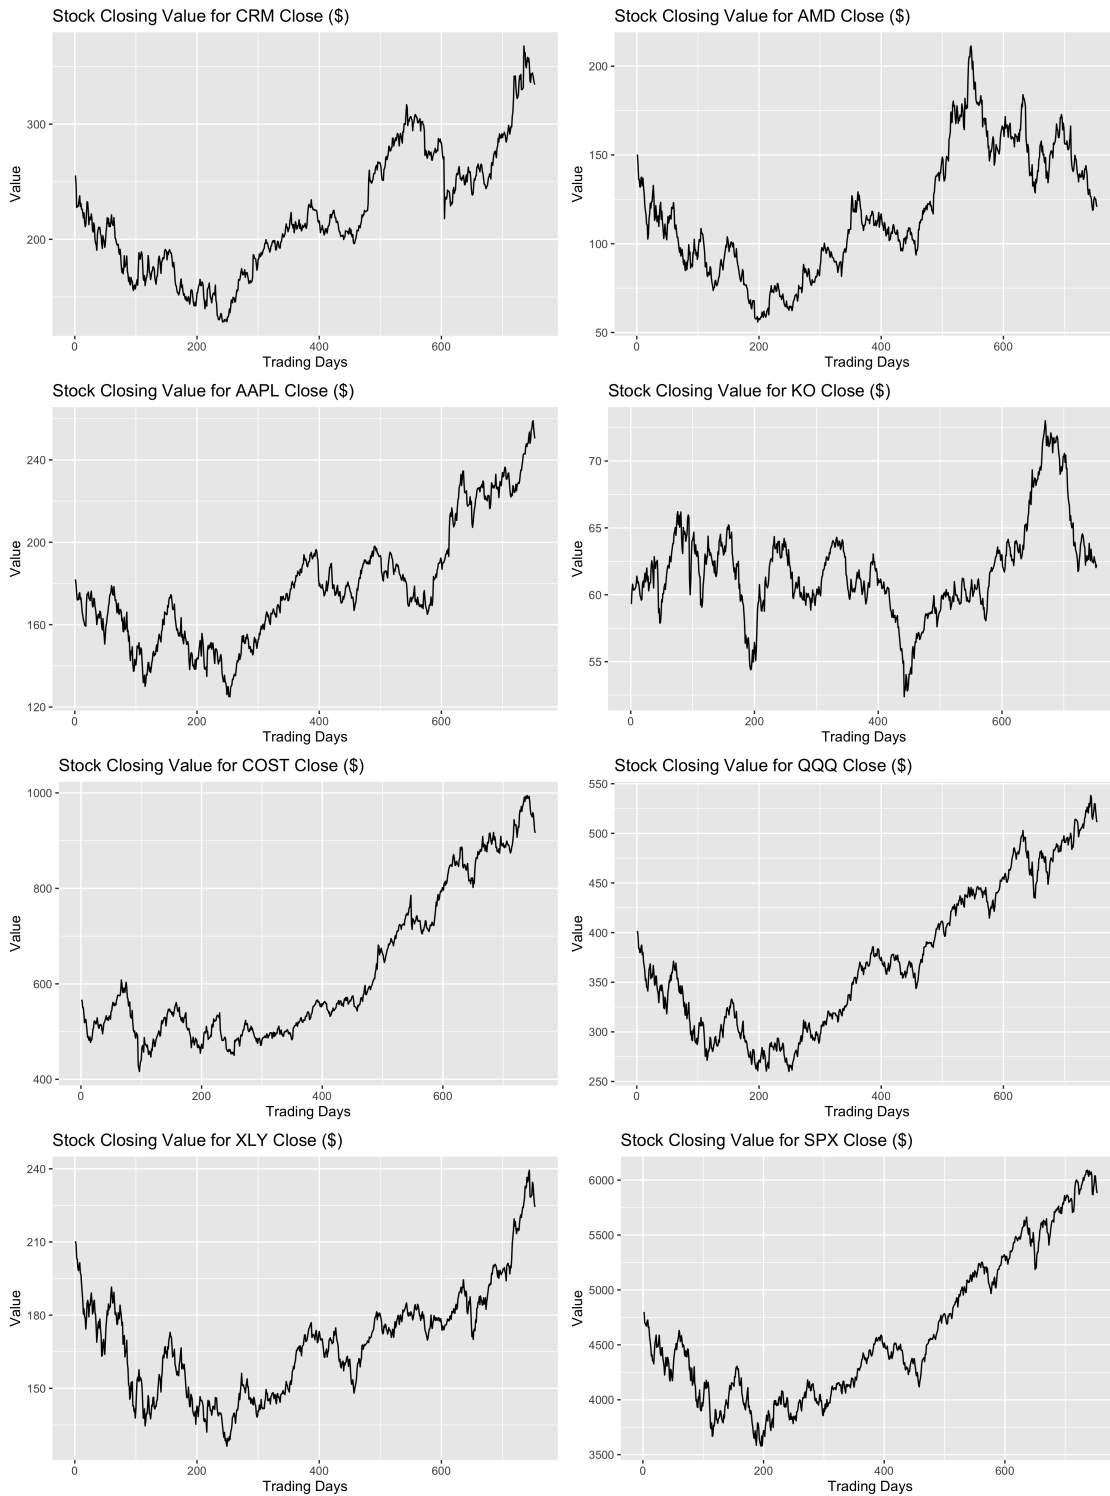 Stock Closing Value for CRM Close ($)
300
200
Value
0 200 400 600
Trading Days
Stock Closing Value for AMD Close ($)
200
150
100
50
Value
0 200 400 600
Trading Days
Stock Closing Value for AAPL Close ($)
240
200
160
120
Value
0 200 400 600
Trading Days
Stock Closing Value for KO Close ($)
70
65
60
55
Value
0 200 400 600
Trading Days
Stock Closing Value for COST Close ($)
1000
800
600
400
Value
0 200 400 600
Trading Days
Stock Closing Value for QQQ Close ($)
550
500
450
400
350
300
250
Value
0 200 400 600
Trading Days
Stock Closing Value for XLY Close ($)
240
210
180
150
Value
0 200 400 600
Trading Days
Stock Closing Value for SPX Close ($)
6000
5500
5000
4500
4000
3500
Value
0 200 400 600
Trading Days